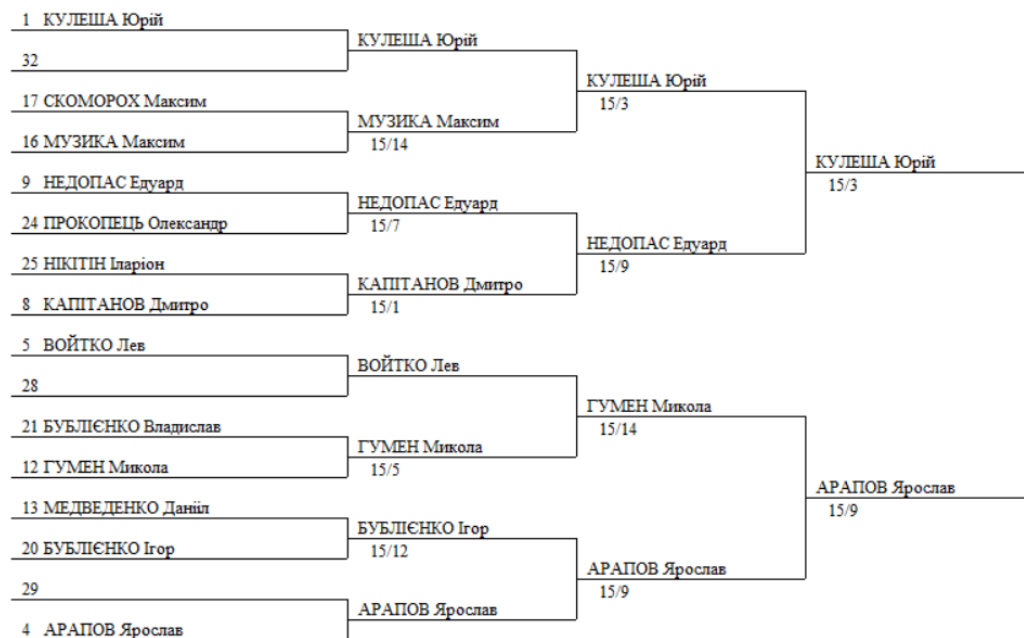 1 КУЛЕША Юрій
32
17 СКОМОРОХ Максим
16 МУЗИКА Максим
9 НЕДОПАС Едуард
24 ПРОКОПЕЦЬ Олександр
25 НІКІТІН Іларіон
8 КАПІТАНОВ Дмитро
5 ВОЙТКО Лев
28
21 БУБЛІЄНКО Владислав
12 ГУМЕН Микола
13 МЕДВЕДЕНКО Данііл
20 БУБЛІЄНКО Ігор
29
4 АРАПОВ Ярослав
КУЛЕША Юрій
МУЗИКА Максим
15/14
НЕДОПАС Едуард
15/7
КАПІТАНОВ Дмитро
15/1
ВОЙТКО Лев
ГУМЕН Микола
15/5
БУБЛІЄНКО Ігор
15/12
АРАПОВ Ярослав
КУЛЕША Юрій
15/3
НЕДОПАС Едуард
15/9
ГУМЕН Микола
15/14
АРАПОВ Ярослав
15/9
КУЛЕША Юрій
15/3
АРАПОВ Ярослав
15/9